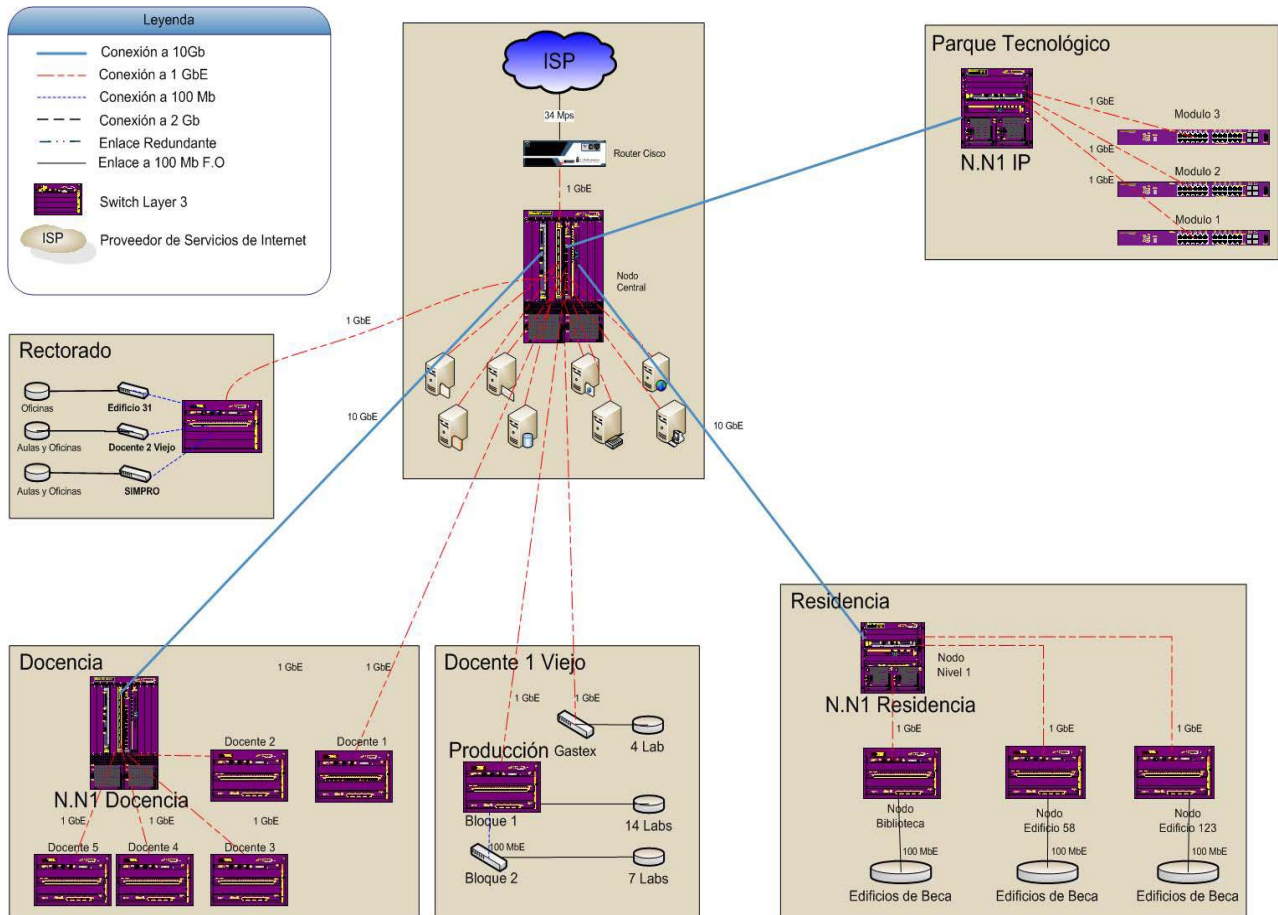 Leyenda
Conexión a 10Gb
Conexión a 1 GbE
Conexión a 100 Mb
Conexión a 2 Gb
Enlace Redundante
Enlace a 100 Mb F.O
Switch Layer 3
ISP
Proveedor de Servicios de Internet
ISP
34 Mps
Router Cisco
1 GbE
Nodo
Central
Parque Tecnológico
1 GbE
Modulo 3
N.N1 IP
1 GbE
Modulo 2
1 GbE
Modulo 1
1 GbE
10 GbE
10 GbE
Rectorado
Oficinas
Edificio 31
Aulas y Oficinas
Docente 2 Viejo
Aulas y Oficinas
SIMPRO
Docencia
1 GbE
1 GbE
Docente 2
Docente 1
N.N1 Docencia
1 GbE
1 GbE
1 GbE
Docente 5
Docente 4
Docente 3
Docente 1 Viejo
1 GbE
1 GbE
Gastex
4 Lab
Producción
Bloque 1
14 Labs
100 MbE
Bloque 2
7 Labs
Residencia
Nodo
Nivel 1
N.N1 Residencia
1 GbE
1 GbE
1 GbE
Nodo
Biblioteca
Nodo
Edificio 58
Nodo
Edificio 123
100 MbE
100 MbE
100 MbE
Edificios de Beca
Edificios de Beca
Edificios de Beca